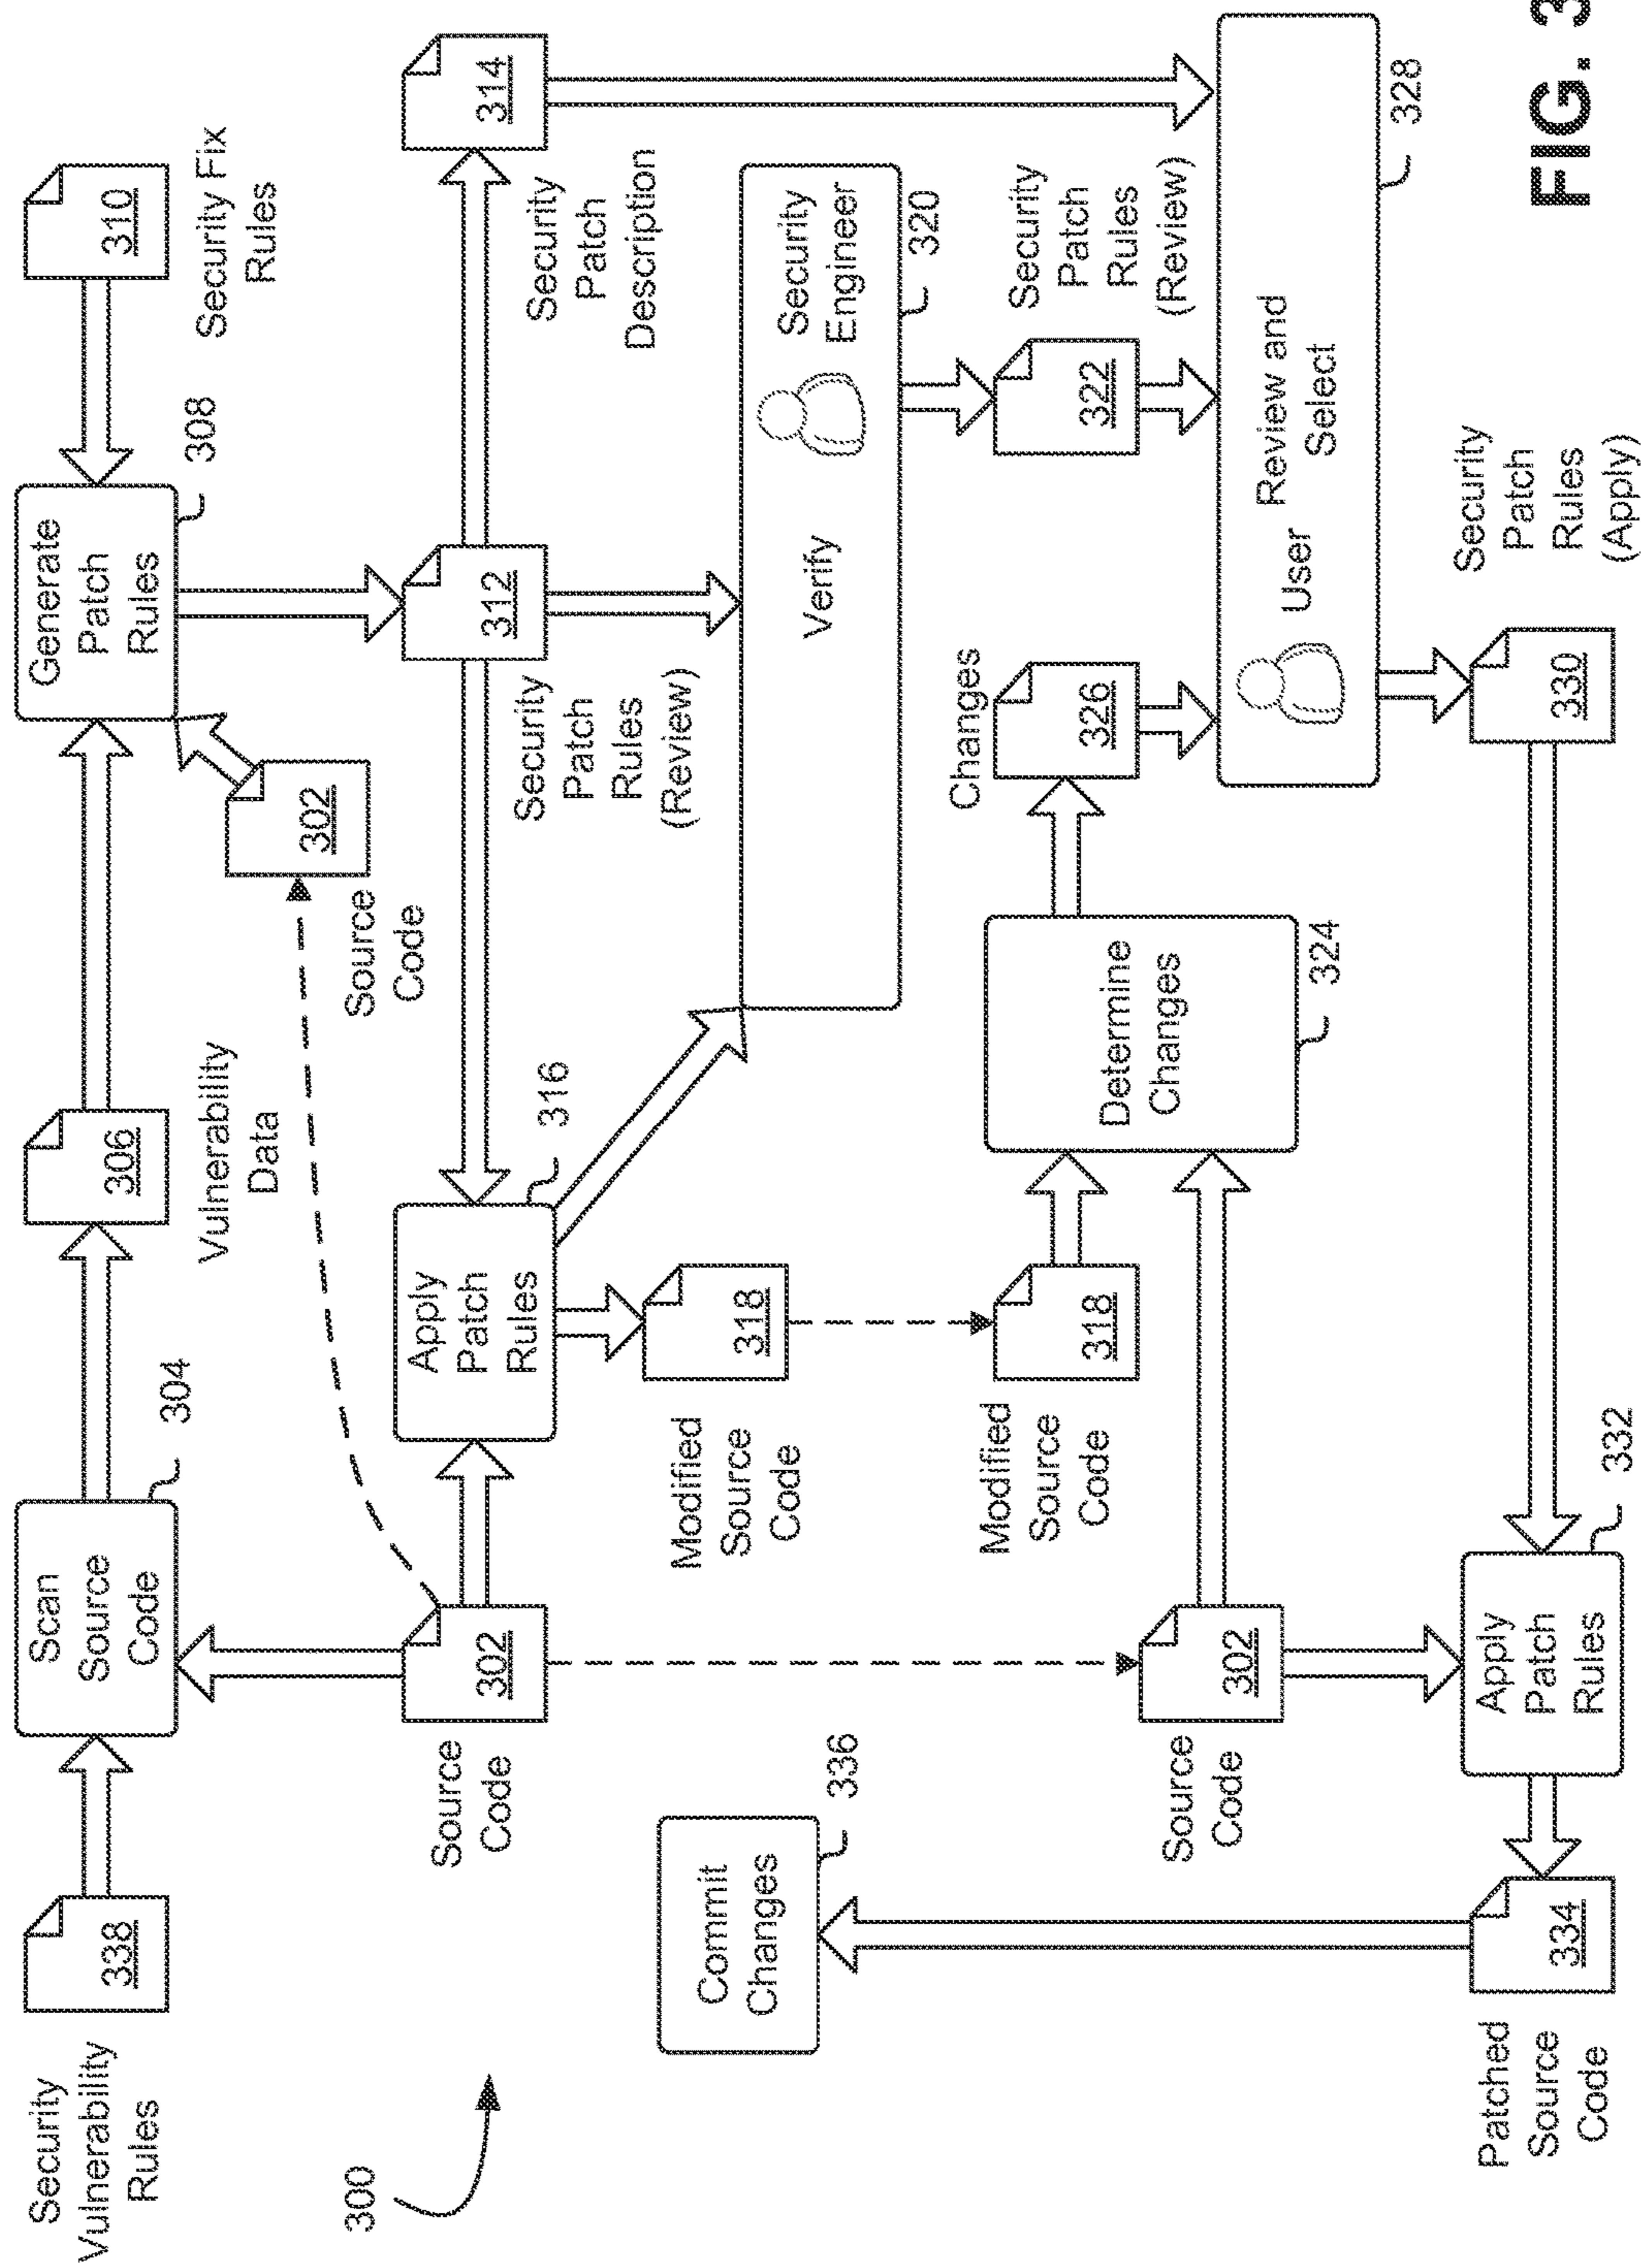 Security
Vulnerability
Rules
338
Scan
Source
Code
304
306
Vulnerability
Data
Generate
Patch
Rules
308
310
Security Fix
Rules
302
Source
Code
300
Source
Code
302
Apply
Patch
Rules
316
312
Security
Patch
Rules
(Review)
314
Security
Patch
Description
Modified
Source
Code
318
Verify
Security
Engineer
320
Commit
Changes
336
Modified
Source
Code
318
Determine
Changes
324
Changes
326
322
Security
Patch
Rules
(Review)
Source
Code
302
User
Review and
Select
328
Patched
Source
Code
334
Apply
Patch
Rules
332
330
Security
Patch
Rules
(Apply)
FIG. 3